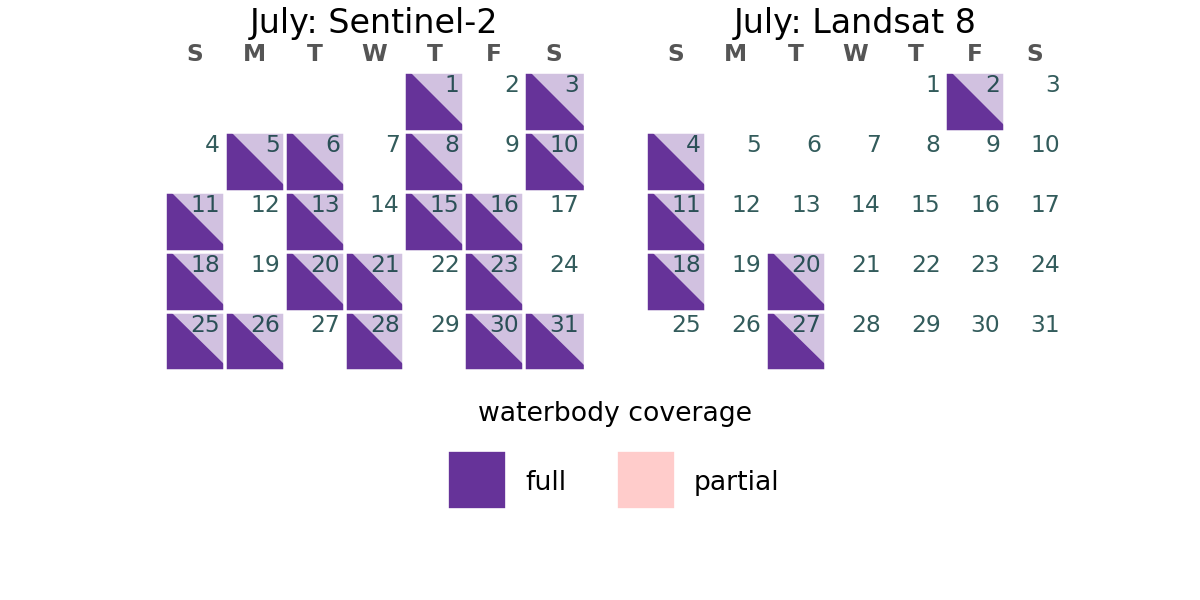 July: Sentinel-2
S M T W T F S
1 2 3
4 5 6 7 8 9 10
11 12 13 14 15 16 17
18 19 20 21 22 23 24
25 26 27 28 29 30 31
July: Landsat 8
S M T W T F S
1 2 3
4 5 6 7 8 9 10
11 12 13 14 15 16 17
18 19 20 21 22 23 24
25 26 27 28 29 30 31
waterbody coverage
full partial